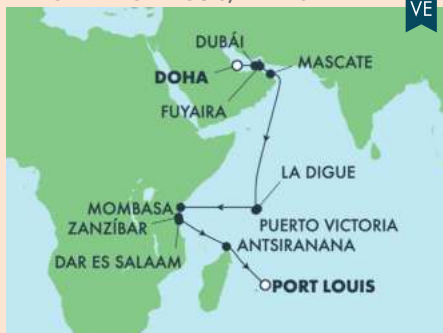 VE
DUBÁI
DOHA
MASCATE
FUYAIRA
LA DIGUE
MOMBASA
PUERTO VICTORIA
ZANZÍBAR
ANTSIRANANA
DAR ES SALAAM
PORT LOUIS